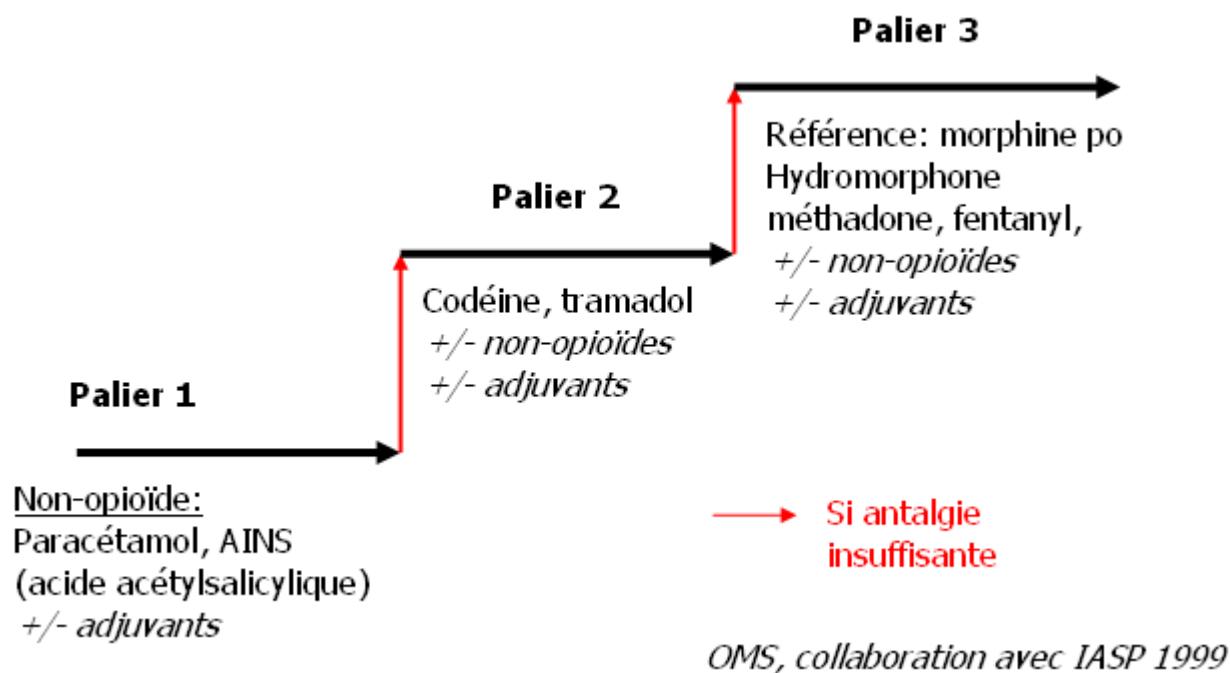 Palier 3
Référence: morphine po
Hydromorphone
méthadone, fentanyl,
+/- non-opioïdes
+/- adjuvants
Palier 2
Codéine, tramadol
+/- non-opioïdes
+/- adjuvants
Palier 1
Non-opioïde:
Paracétamol, AINS
(acide acétylsalicylique)
+/- adjuvants
Si antalgie
insuffisante
OMS, collaboration avec IASP 1999